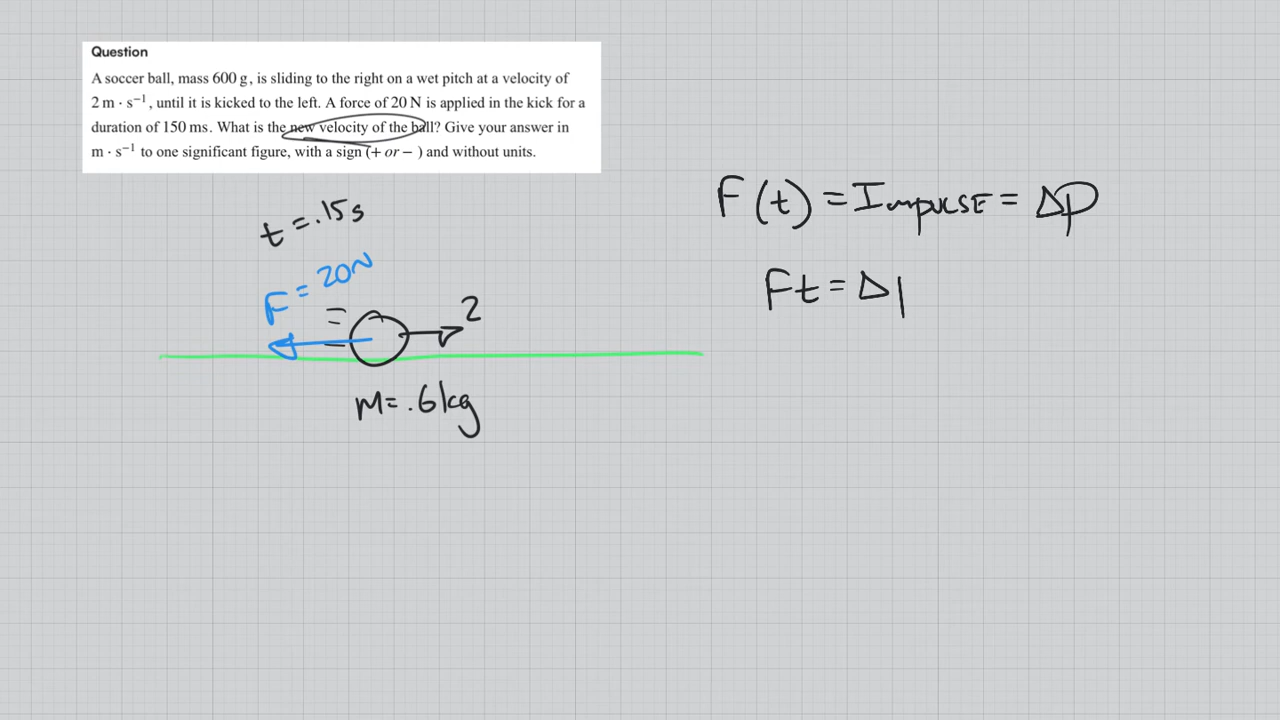 Question
A soccer ball, mass 600 g, is sliding to the right on a wet pitch at a velocity of
2 m · s⁻¹, until it is kicked to the left. A force of 20 N is applied in the kick for a
duration of 150 ms. What is the new velocity of the ball? Give your answer in
m · s⁻¹ to one significant figure, with a sign (+ or − ) and without units.
t = .15s
F = 20N
2
m = .6kg
F(t) = Impulse = Δp
Ft = Δ